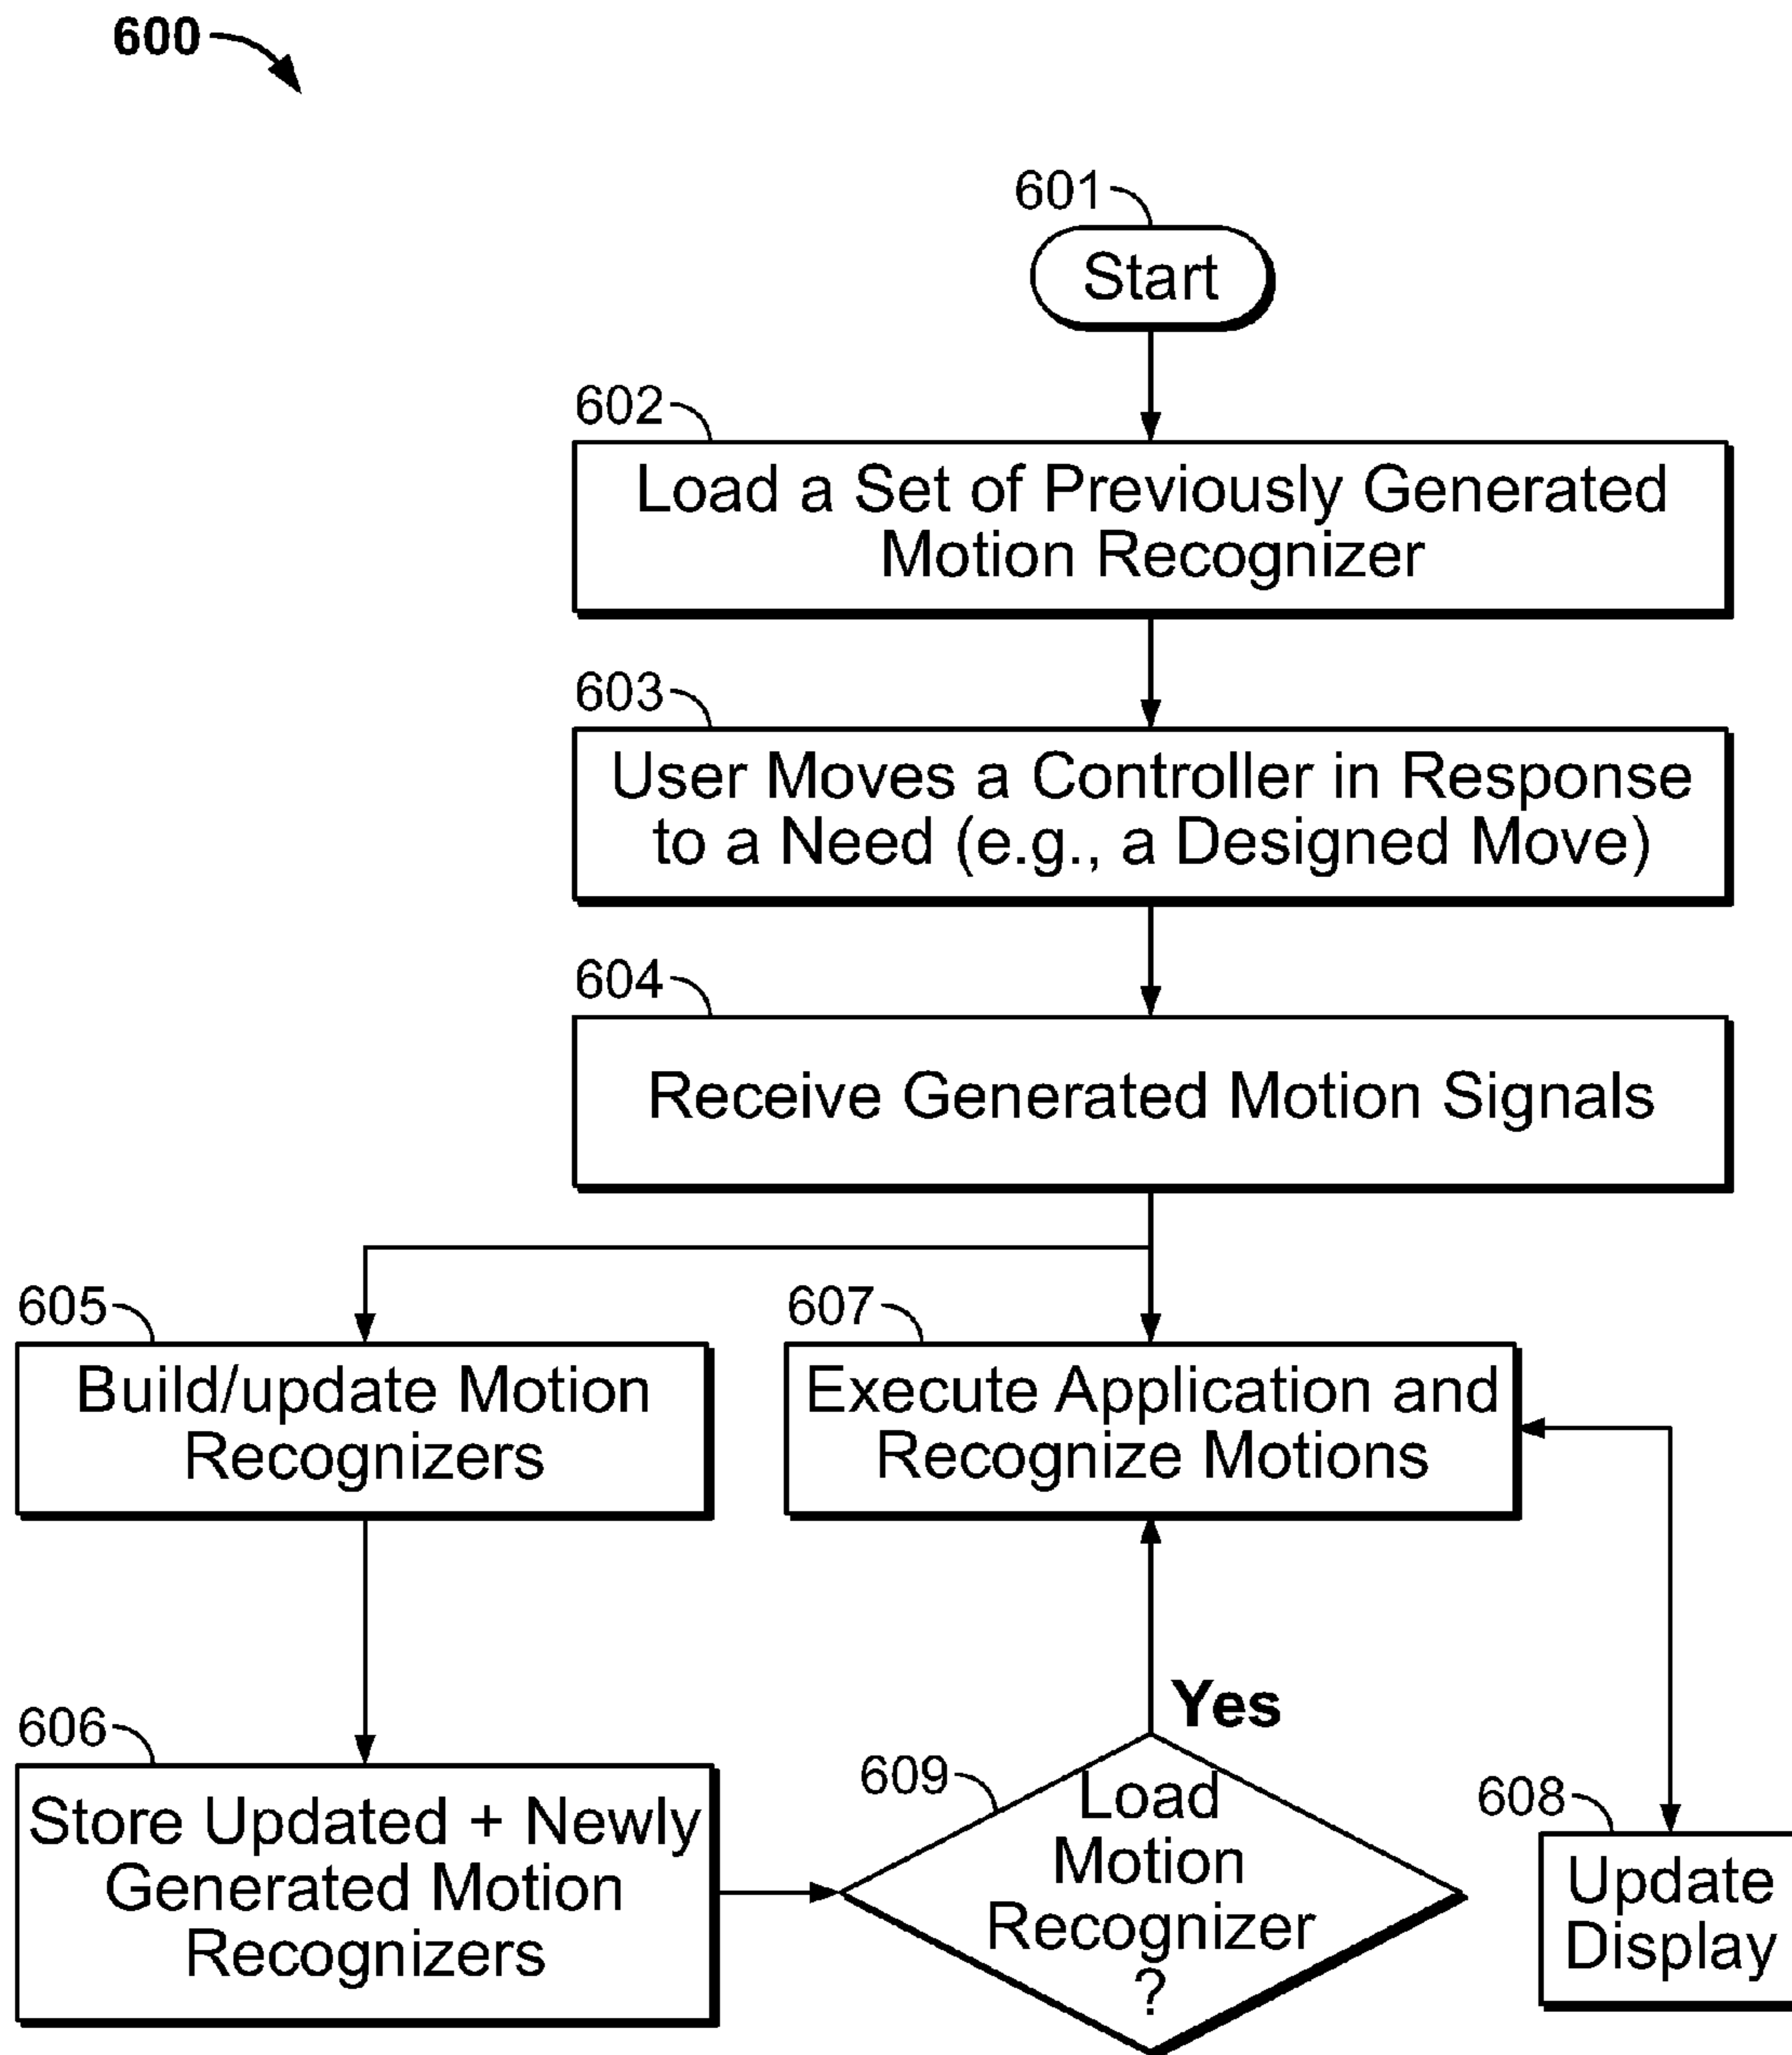 600
601
Start
602
Load a Set of Previously Generated
Motion Recognizer
603
User Moves a Controller in Response
to a Need (e.g., a Designed Move)
604
Receive Generated Motion Signals
605
Build/update Motion
Recognizers
607
Execute Application and
Recognize Motions
606
Store Updated + Newly
Generated Motion
Recognizers
Yes
609
Load
Motion
Recognizer
?
608
Update
Display